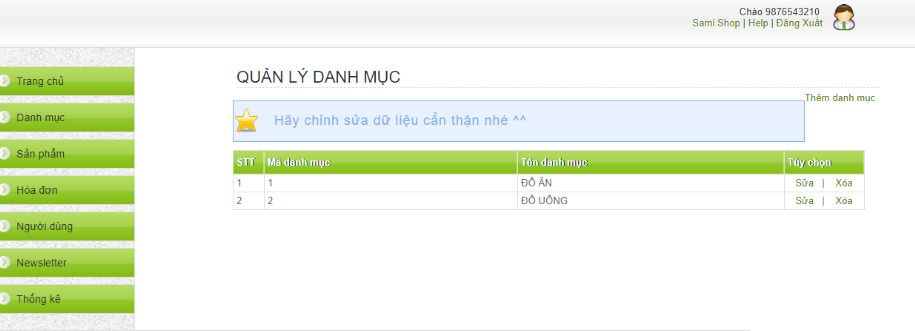 Chào 9876543210
Sami Shop | Help | Đăng Xuất
Trang chủ
Danh mục
Sản phẩm
Hóa đơn
Người dùng
Newsletter
Thống kê
QUẢN LÝ DANH MỤC
Thêm danh mục
Hãy chỉnh sửa dữ liệu cẩn thận nhé ^^
STT Mã danh mục Tên danh mục Tùy chọn
1 1 ĐỒ ĂN Sửa | Xóa
2 2 ĐỒ UỐNG Sửa | Xóa